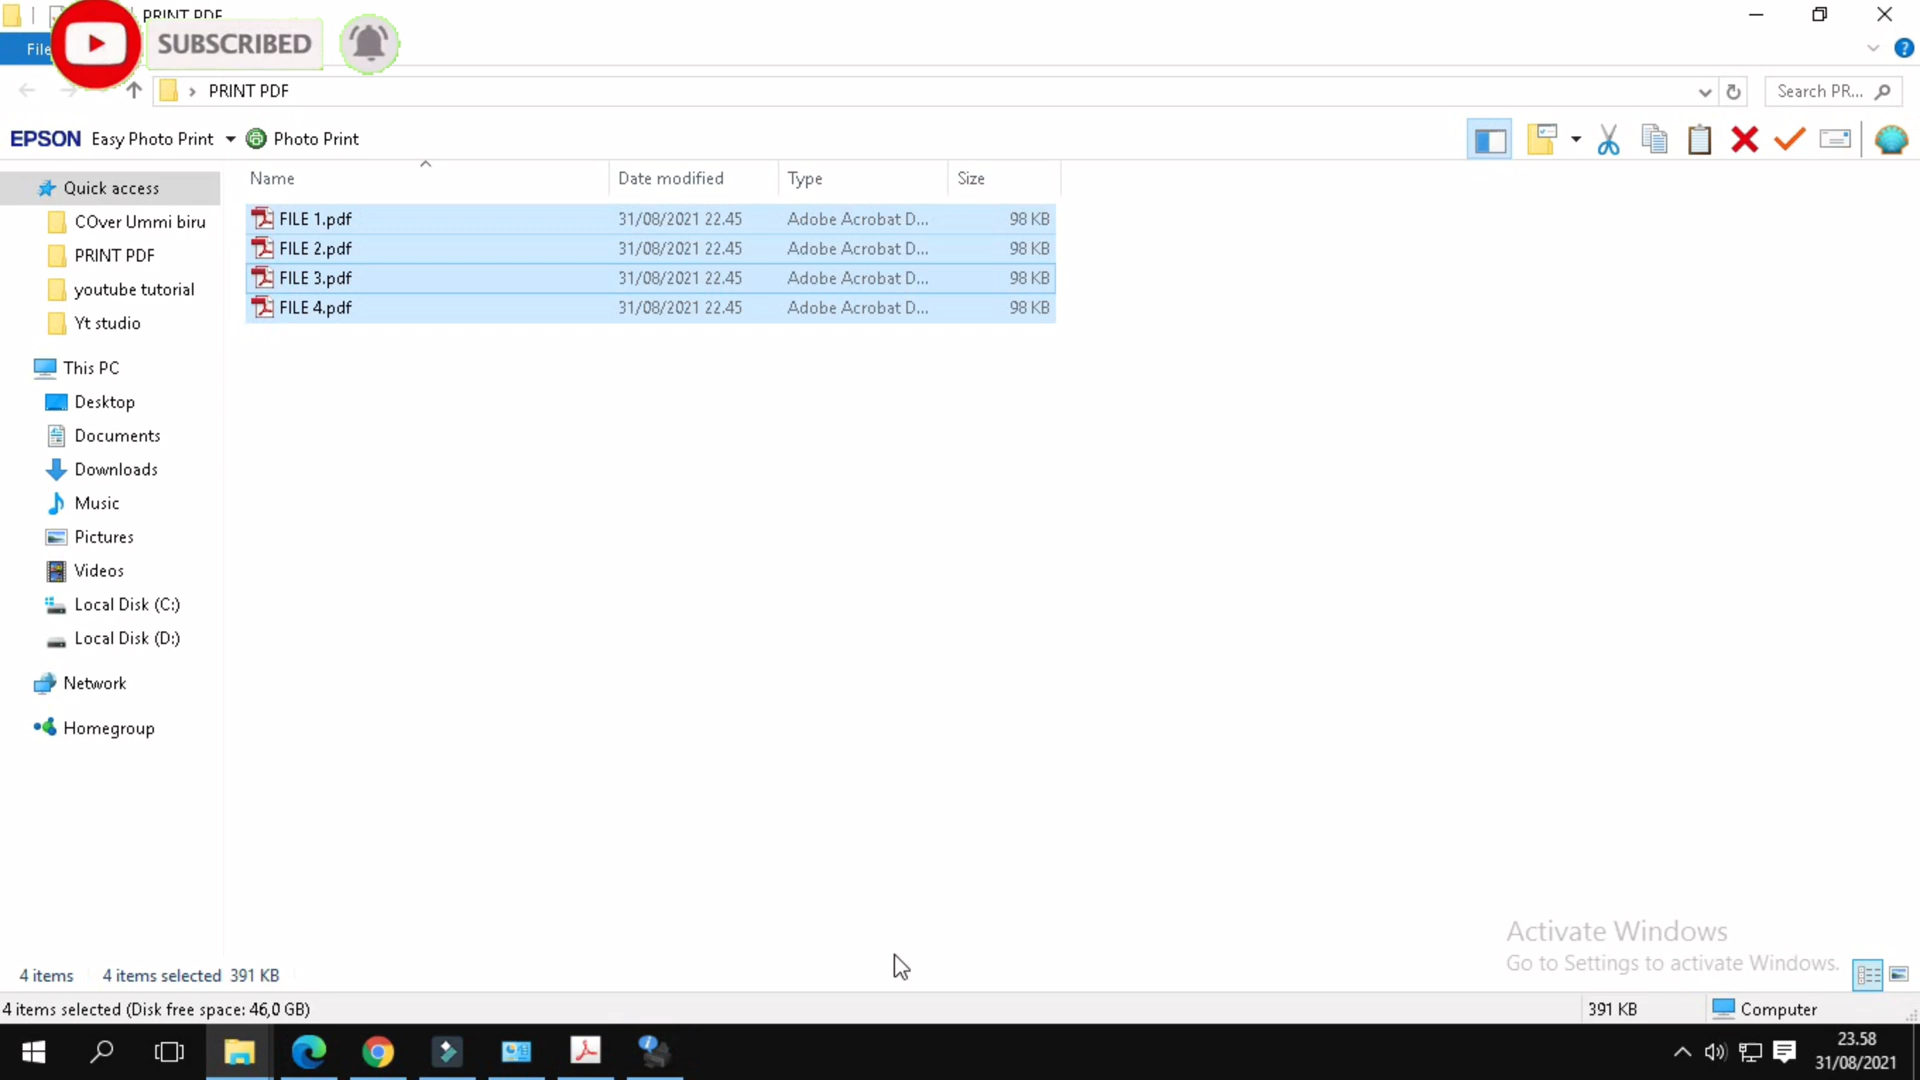 PRINT PDF
File
SUBSCRIBED
PRINT PDF
Search PR...
EPSON Easy Photo Print Photo Print
Name Date modified Type Size
Quick access
COver Ummi biru
PRINT PDF
youtube tutorial
Yt studio
This PC
Desktop
Documents
Downloads
Music
Pictures
Videos
Local Disk (C:)
Local Disk (D:)
Network
Homegroup
FILE 1.pdf 31/08/2021 22.45 Adobe Acrobat D... 98 KB
FILE 2.pdf 31/08/2021 22.45 Adobe Acrobat D... 98 KB
FILE 3.pdf 31/08/2021 22.45 Adobe Acrobat D... 98 KB
FILE 4.pdf 31/08/2021 22.45 Adobe Acrobat D... 98 KB
Activate Windows
Go to Settings to activate Windows.
4 items 4 items selected 391 KB
4 items selected (Disk free space: 46,0 GB) 391 KB Computer
23.58
31/08/2021